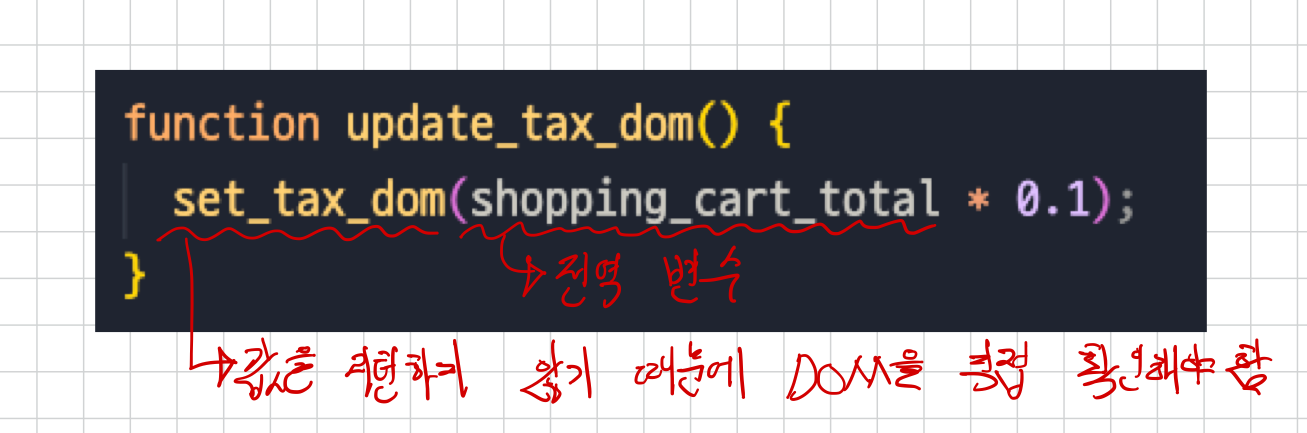 function update_tax_dom() {
set_tax_dom(shopping_cart_total * 0.1);
}
전역 변수
값을 리턴하지 않기 때문에 DOM을 직접 확인해야 함